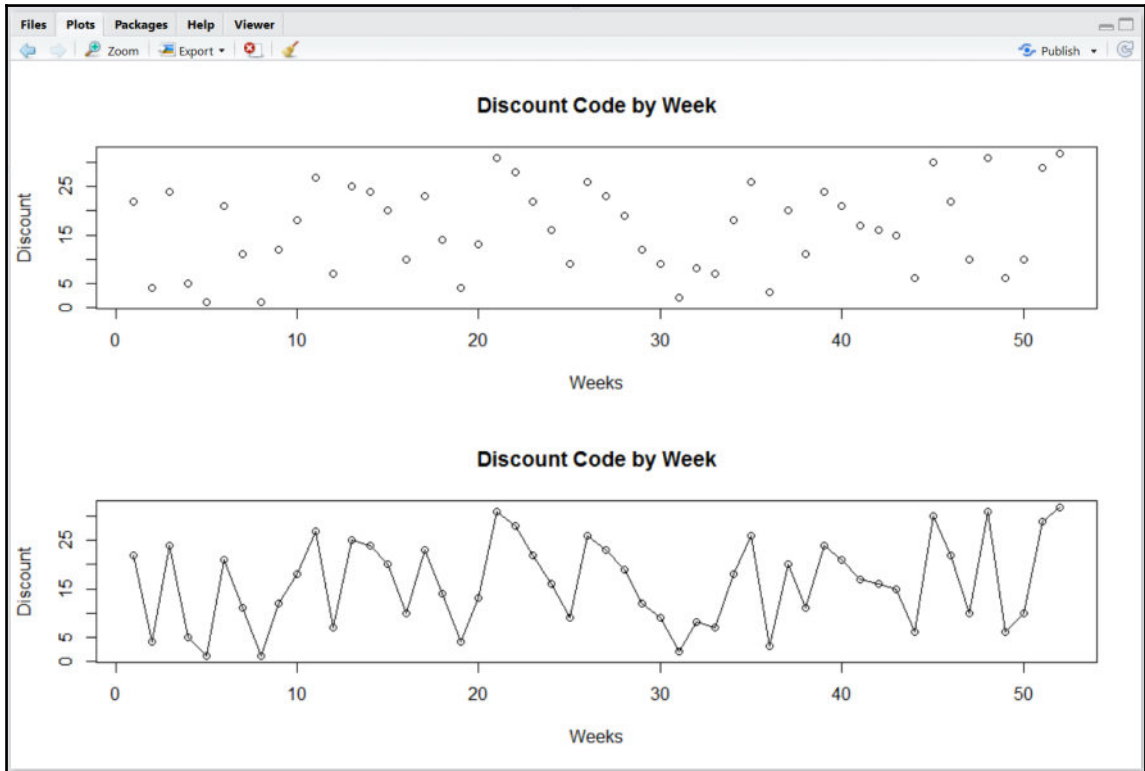 Files Plots Packages Help Viewer
Zoom Export Publish
Discount Code by Week
Discount
25
15
5
0
0 10 20 30 40 50
Weeks
Discount Code by Week
Discount
25
15
5
0
0 10 20 30 40 50
Weeks